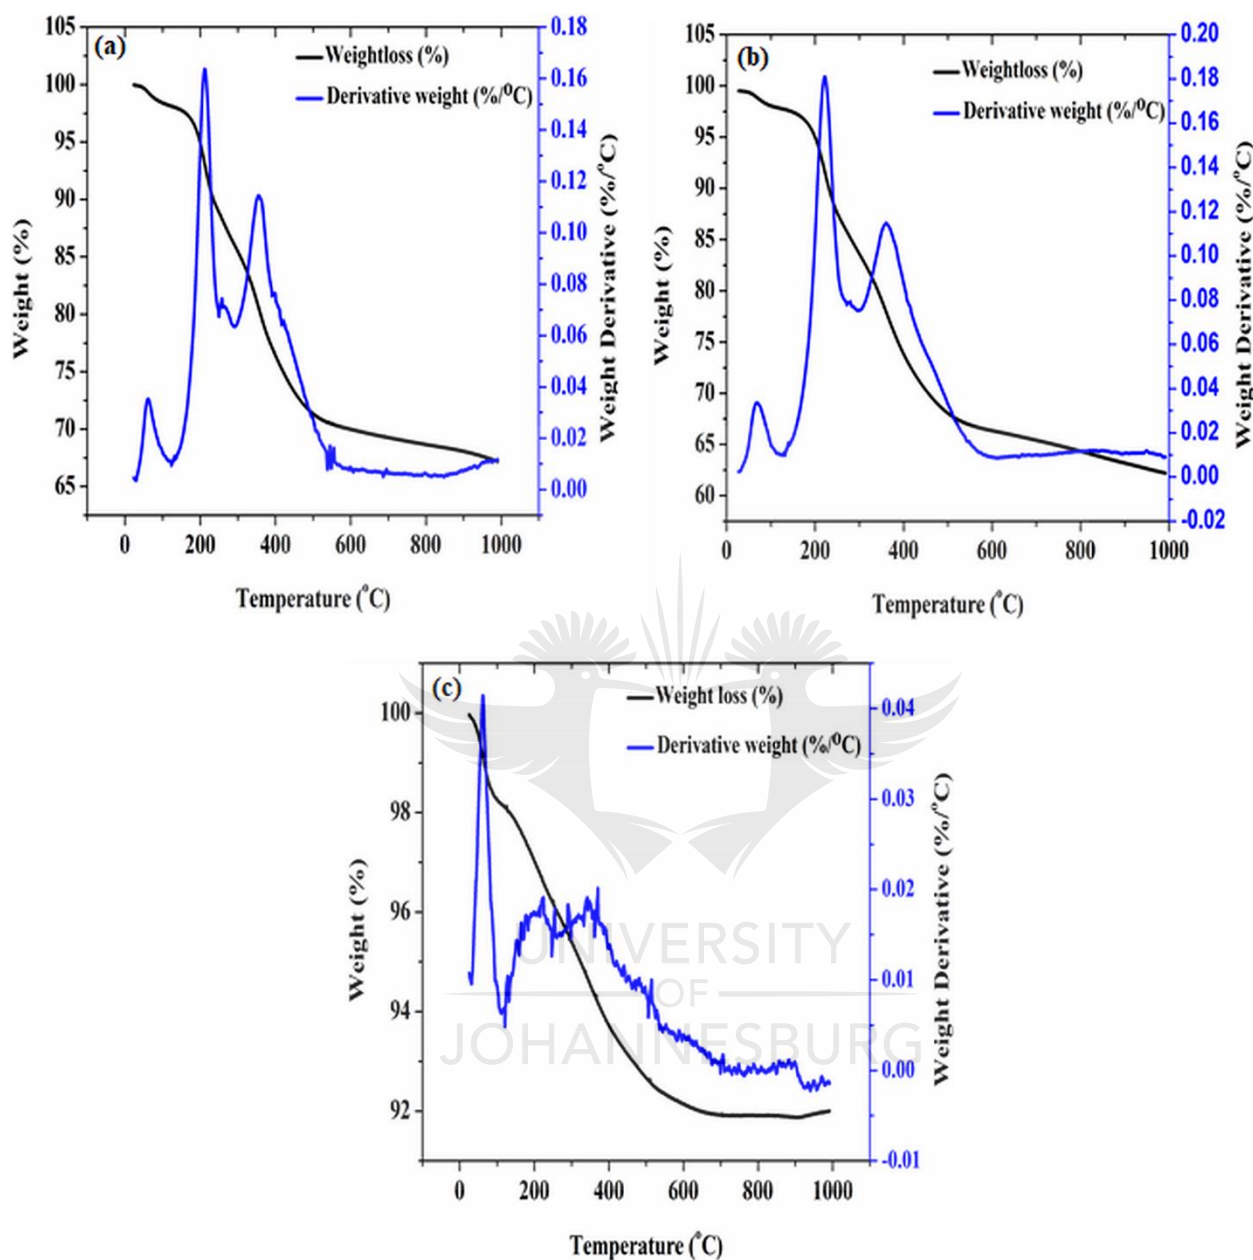 (a)
Weightloss (%)
Derivative weight (%/⁰C)
105
100
95
90
85
80
75
70
65
Weight (%)
0.18
0.16
0.14
0.12
0.10
0.08
0.06
0.04
0.02
0.00
Weight Derivative (%/°C)
0 200 400 600 800 1000
Temperature (°C)
(b)
Weightloss (%)
Derivative weight (%/⁰C)
105
100
95
90
85
80
75
70
65
60
Weight (%)
0.20
0.18
0.16
0.14
0.12
0.10
0.08
0.06
0.04
0.02
0.00
-0.02
Weight Derivative (%/°C)
0 200 400 600 800 1000
Temperature (°C)
(c)
Weight loss (%)
Derivative weight (%/⁰C)
100
98
96
94
92
Weight (%)
0.04
0.03
0.02
0.01
0.00
-0.01
Weight Derivative (%/°C)
0 200 400 600 800 1000
Temperature (°C)
UNIVERSITY
OF
JOHANNESBURG